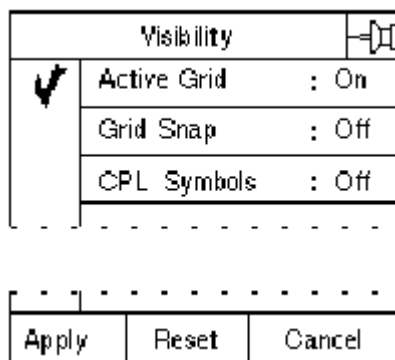 Visibility
Active Grid : On
Grid Snap : Off
CPL Symbols : Off
Apply Reset Cancel